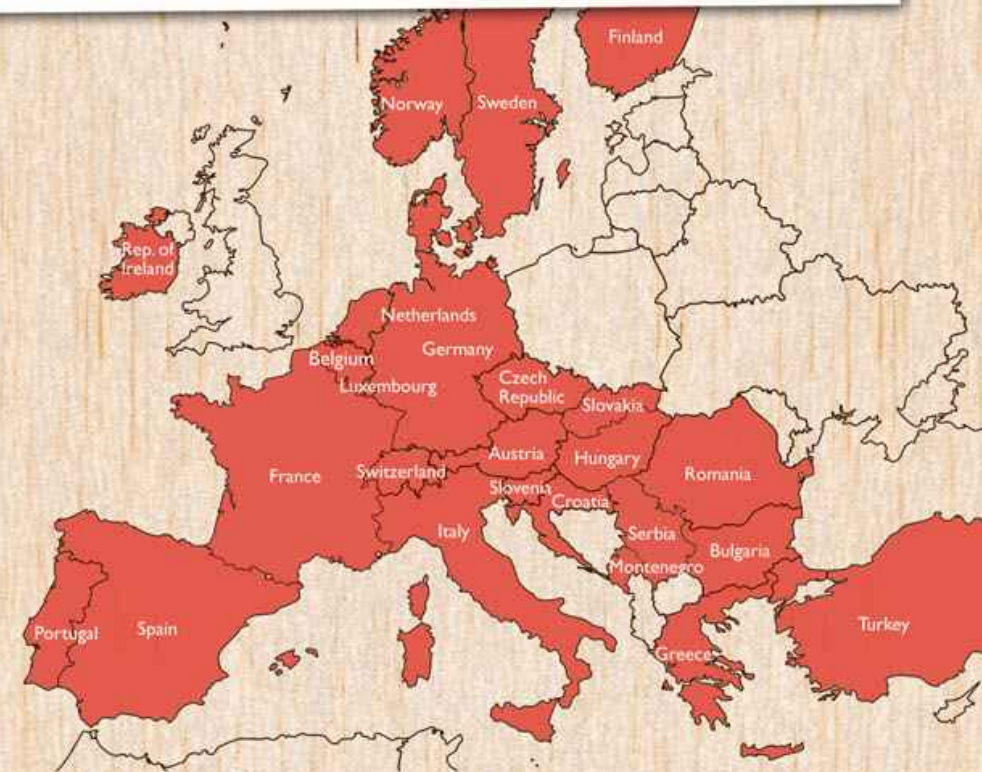 Finland
Norway
Sweden
Rep. of
Ireland
Netherlands
Germany
Belgium
Luxembourg
Czech
Republic
Slovakia
Austria
Hungary
Switzerland
France
Romania
Slovenia
Croatia
Italy
Serbia
Bulgaria
Montenegro
Portugal
Spain
Turkey
Greece